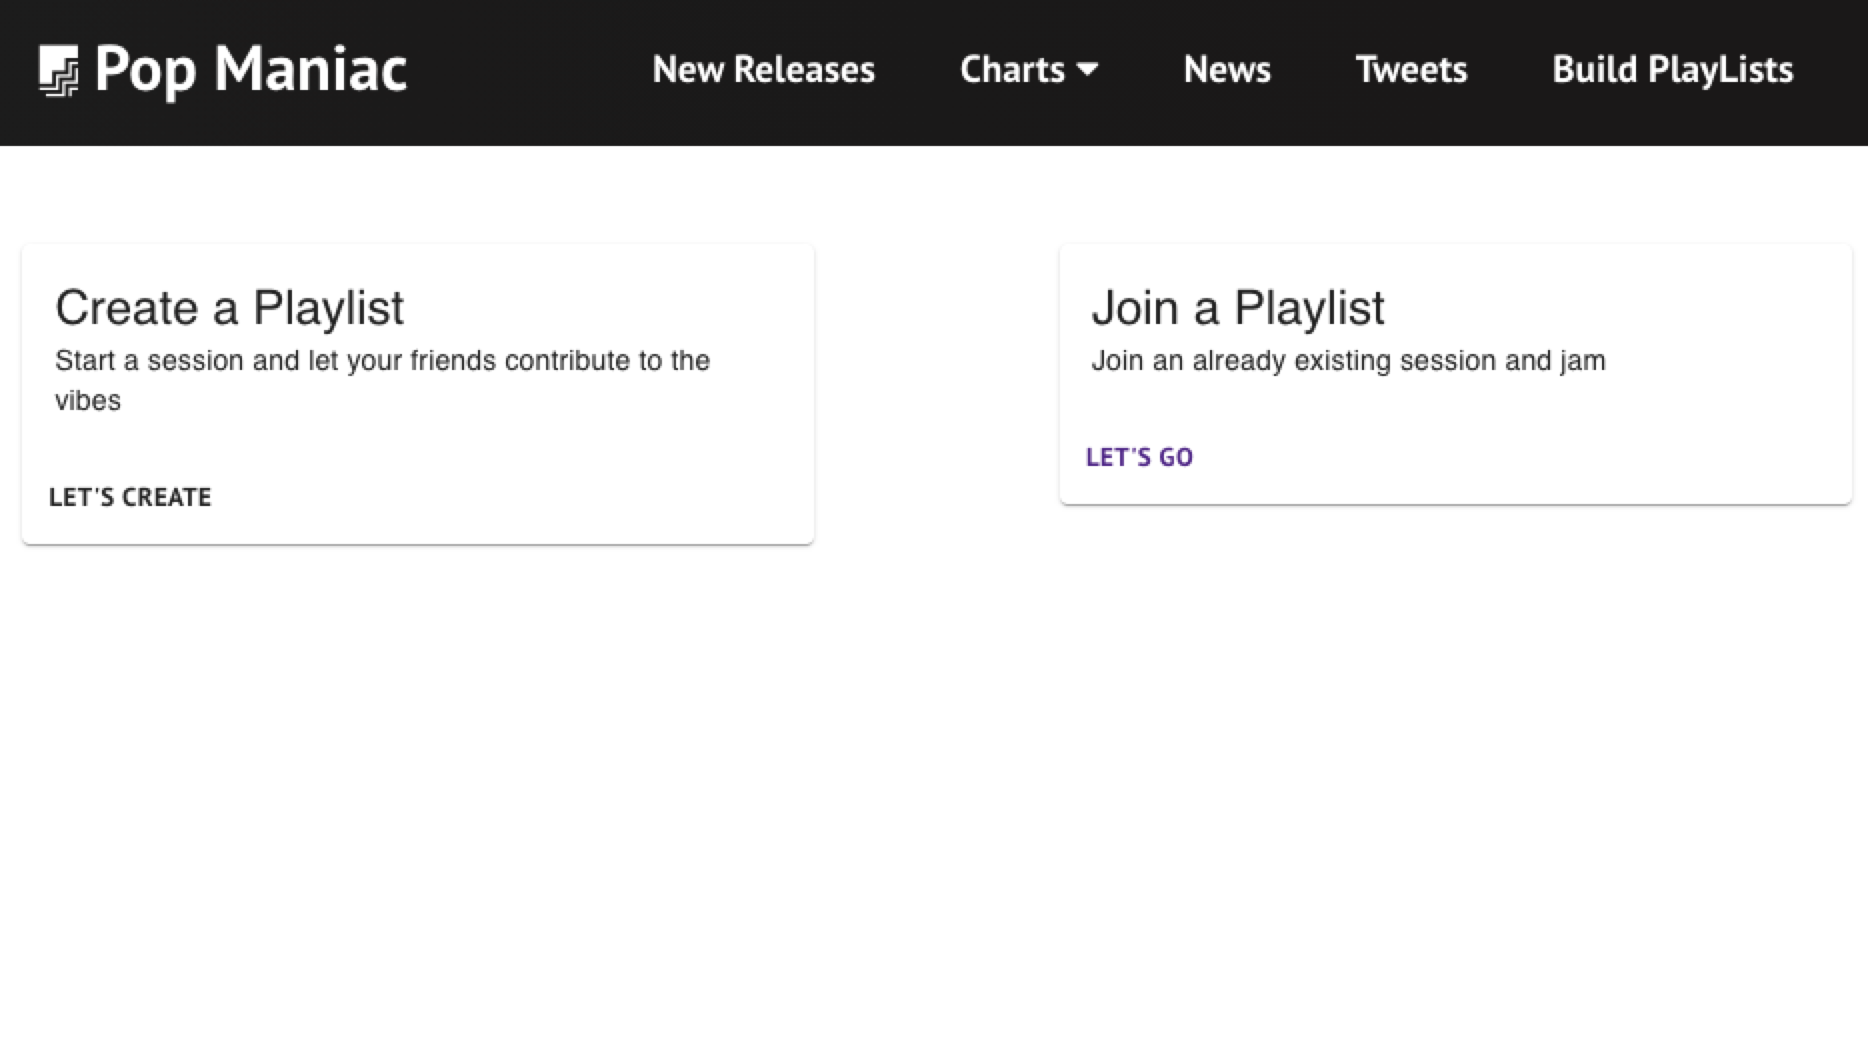 Pop Maniac
New Releases
Charts
News
Tweets
Build PlayLists
Create a Playlist
Start a session and let your friends contribute to the
vibes
LET'S CREATE
Join a Playlist
Join an already existing session and jam
LET'S GO